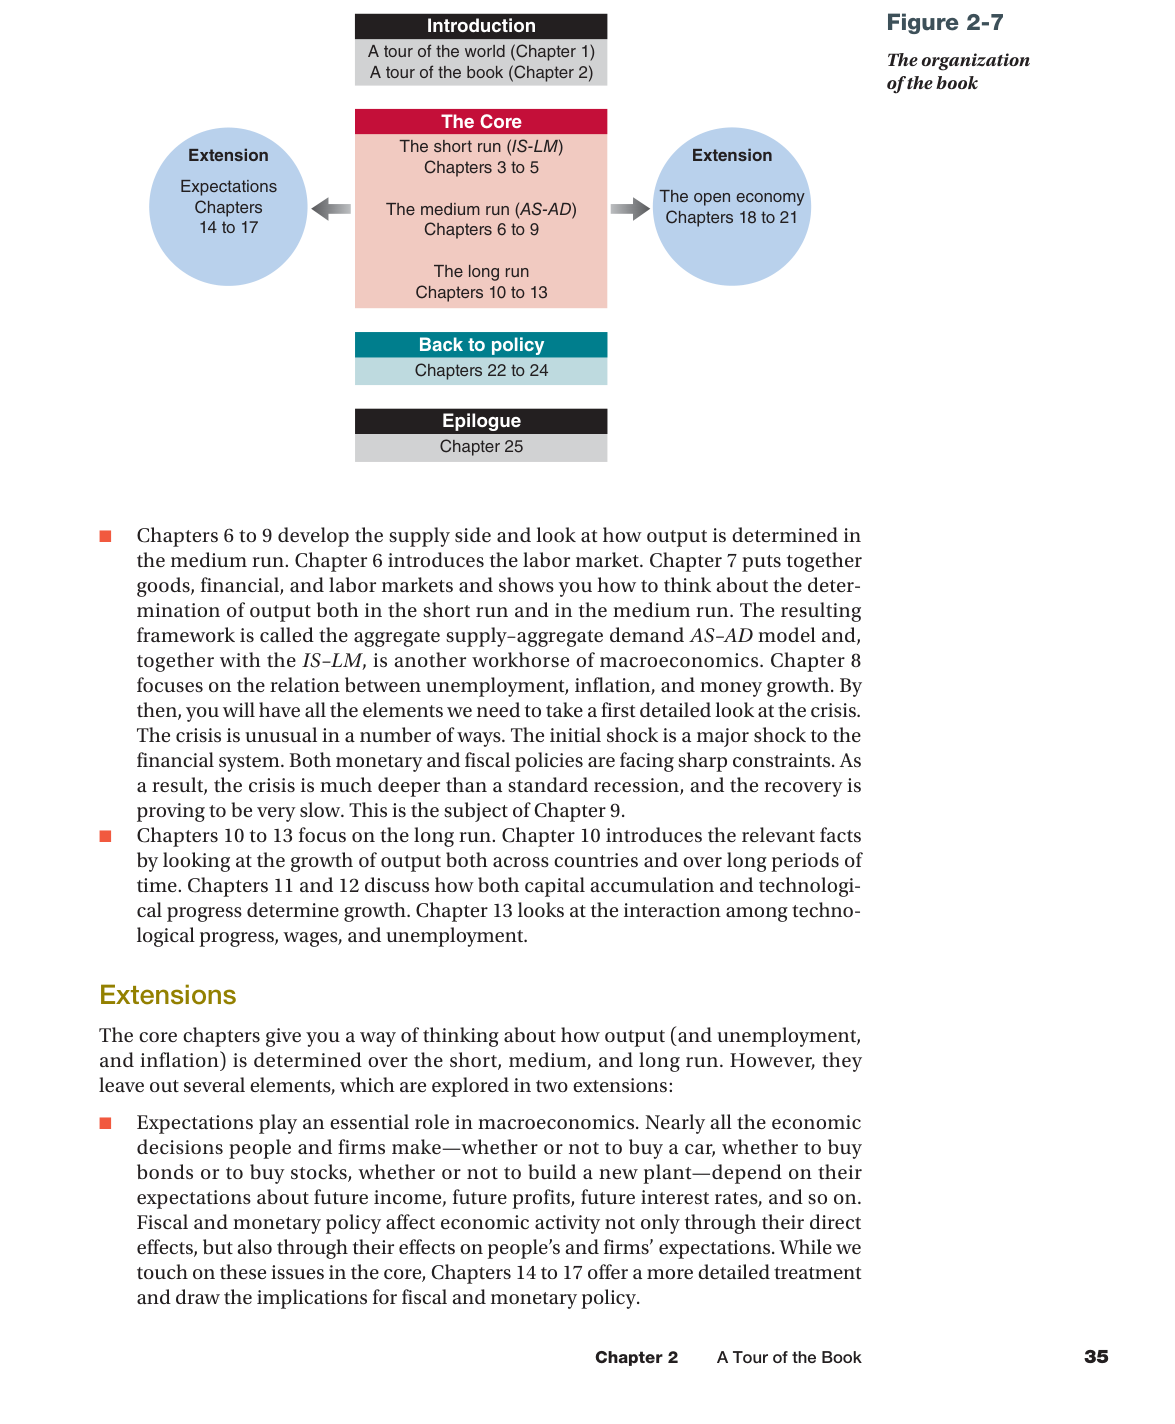 Introduction
A tour of the world (Chapter 1)
A tour of the book (Chapter 2)
Figure 2-7
The organization
of the book
The Core
The short run (IS-LM)
Chapters 3 to 5
The medium run (AS-AD)
Chapters 6 to 9
The long run
Chapters 10 to 13
Extension
Expectations
Chapters
14 to 17
Extension
The open economy
Chapters 18 to 21
Back to policy
Chapters 22 to 24
Epilogue
Chapter 25
■ Chapters 6 to 9 develop the supply side and look at how output is determined in
the medium run. Chapter 6 introduces the labor market. Chapter 7 puts together
goods, financial, and labor markets and shows you how to think about the deter-
mination of output both in the short run and in the medium run. The resulting
framework is called the aggregate supply–aggregate demand AS–AD model and,
together with the IS–LM, is another workhorse of macroeconomics. Chapter 8
focuses on the relation between unemployment, inflation, and money growth. By
then, you will have all the elements we need to take a first detailed look at the crisis.
The crisis is unusual in a number of ways. The initial shock is a major shock to the
financial system. Both monetary and fiscal policies are facing sharp constraints. As
a result, the crisis is much deeper than a standard recession, and the recovery is
proving to be very slow. This is the subject of Chapter 9.
■ Chapters 10 to 13 focus on the long run. Chapter 10 introduces the relevant facts
by looking at the growth of output both across countries and over long periods of
time. Chapters 11 and 12 discuss how both capital accumulation and technologi-
cal progress determine growth. Chapter 13 looks at the interaction among techno-
logical progress, wages, and unemployment.
Extensions
The core chapters give you a way of thinking about how output (and unemployment,
and inflation) is determined over the short, medium, and long run. However, they
leave out several elements, which are explored in two extensions:
■ Expectations play an essential role in macroeconomics. Nearly all the economic
decisions people and firms make—whether or not to buy a car, whether to buy
bonds or to buy stocks, whether or not to build a new plant—depend on their
expectations about future income, future profits, future interest rates, and so on.
Fiscal and monetary policy affect economic activity not only through their direct
effects, but also through their effects on people’s and firms’ expectations. While we
touch on these issues in the core, Chapters 14 to 17 offer a more detailed treatment
and draw the implications for fiscal and monetary policy.
Chapter 2 A Tour of the Book 35